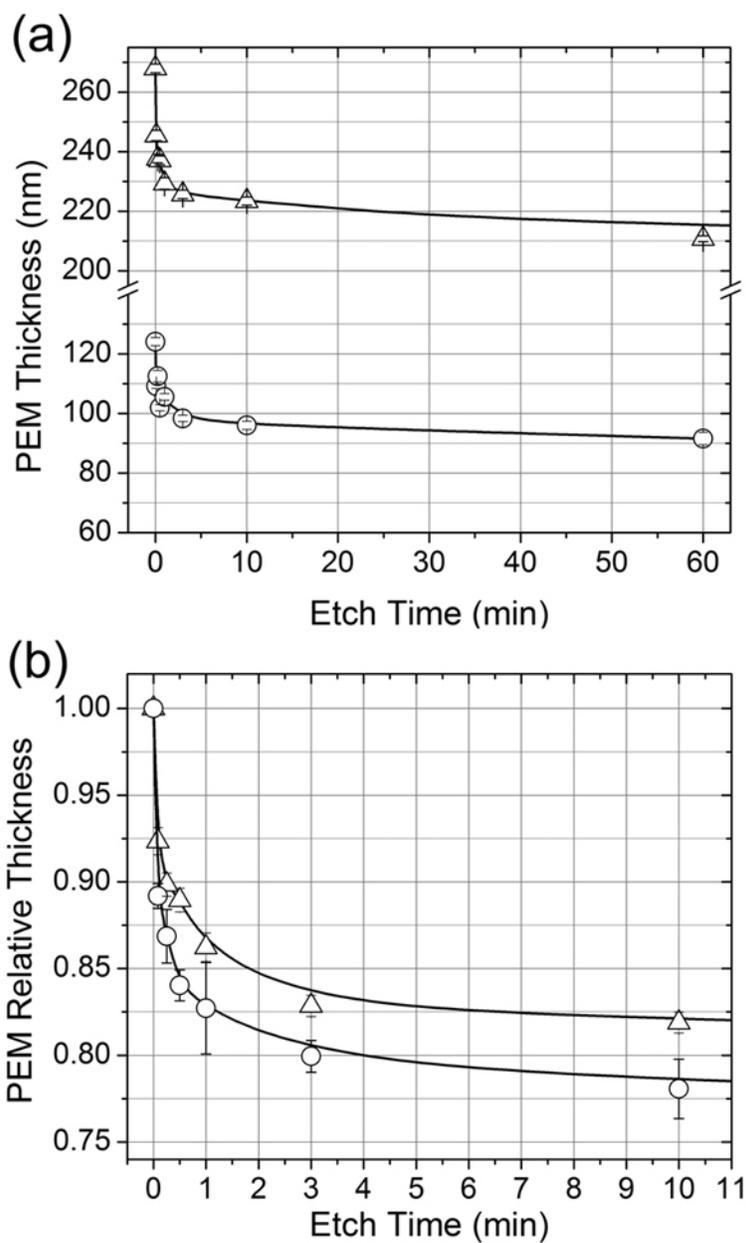 (a)
PEM Thickness (nm)
260
240
220
200
120
100
80
60
0 10 20 30 40 50 60
Etch Time (min)
(b)
PEM Relative Thickness
1.00
0.95
0.90
0.85
0.80
0.75
0 1 2 3 4 5 6 7 8 9 10 11
Etch Time (min)